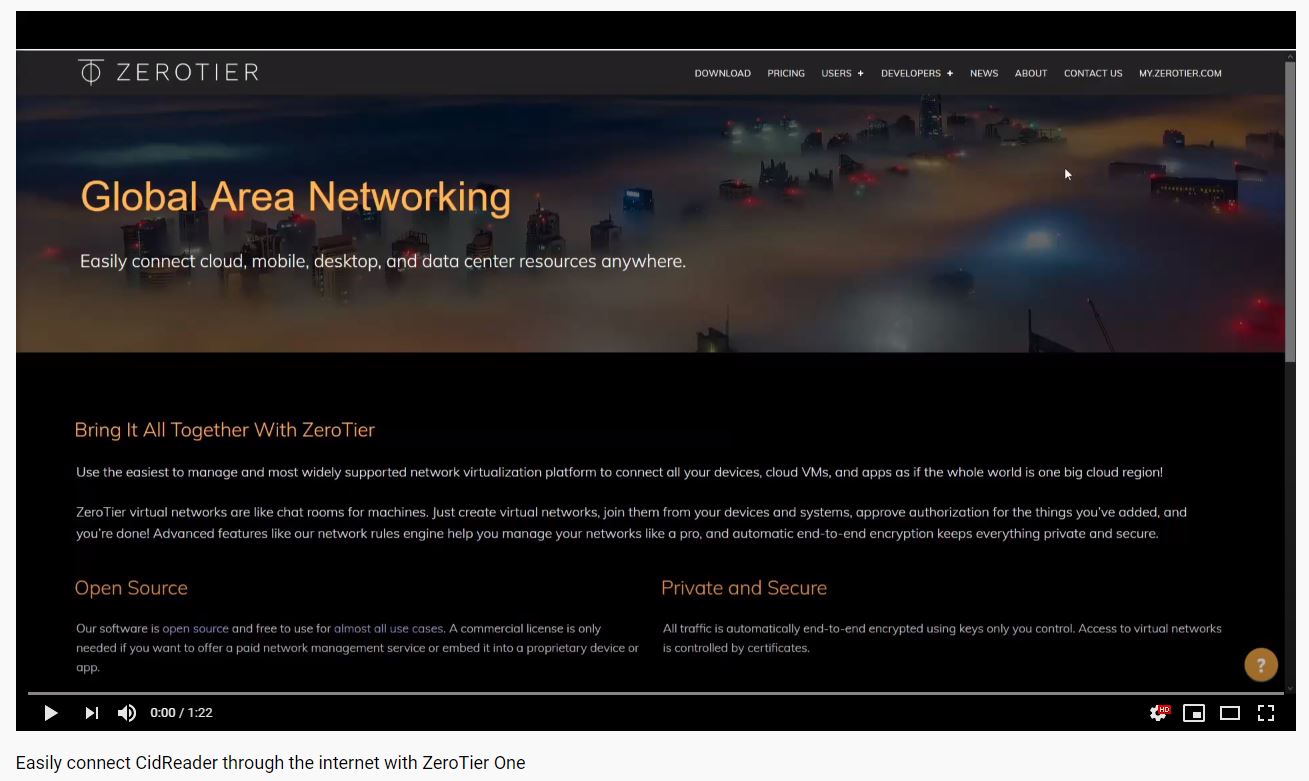 ZEROTIER
DOWNLOAD PRICING USERS + DEVELOPERS + NEWS ABOUT CONTACT US MY.ZEROTIER.COM
Global Area Networking
Easily connect cloud, mobile, desktop, and data center resources anywhere.
Bring It All Together With ZeroTier
Use the easiest to manage and most widely supported network virtualization platform to connect all your devices, cloud VMs, and apps as if the whole world is one big cloud region!
ZeroTier virtual networks are like chat rooms for machines. Just create virtual networks, join them from your devices and systems, approve authorization for the things you've added, and
you're done! Advanced features like our network rules engine help you manage your networks like a pro, and automatic end-to-end encryption keeps everything private and secure.
Open Source
Our software is open source and free to use for almost all use cases. A commercial license is only
needed if you want to offer a paid network management service or embed it into a proprietary device or
app.
Private and Secure
All traffic is automatically end-to-end encrypted using keys only you control. Access to virtual networks
is controlled by certificates.
?
0:00 / 1:22
HD
Easily connect CidReader through the internet with ZeroTier One